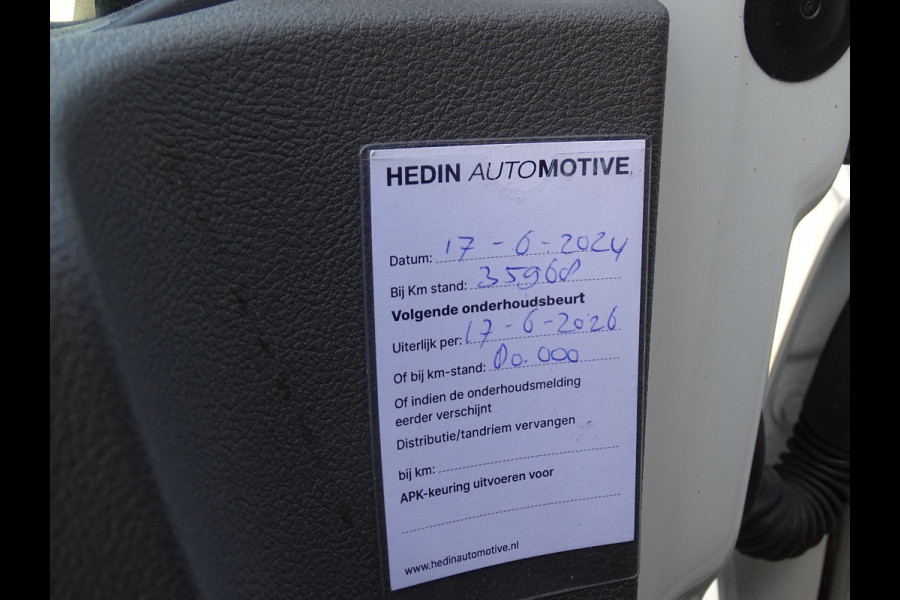 HEDIN AUTOMOTIVE
Datum: 17-6-2024
Bij Km stand: 35968
Volgende onderhoudsbeurt
Uiterlijk per: 17-6-2026
Of bij km-stand: 80.000
Of indien de onderhoudsmelding
eerder verschijnt
Distributie/tandriem vervangen
bij km:
APK-keuring uitvoeren voor
www.hedinautomotive.nl